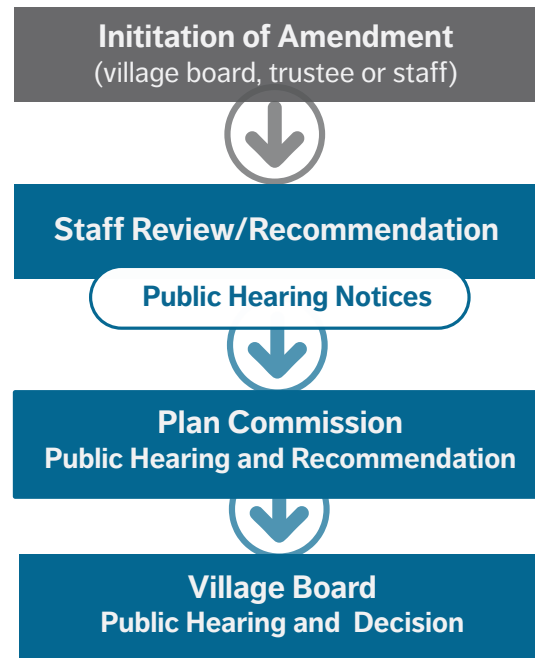 Inititation of Amendment
(village board, trustee or staff)
Staff Review/Recommendation
Public Hearing Notices
Plan Commission
Public Hearing and Recommendation
Village Board
Public Hearing and Decision